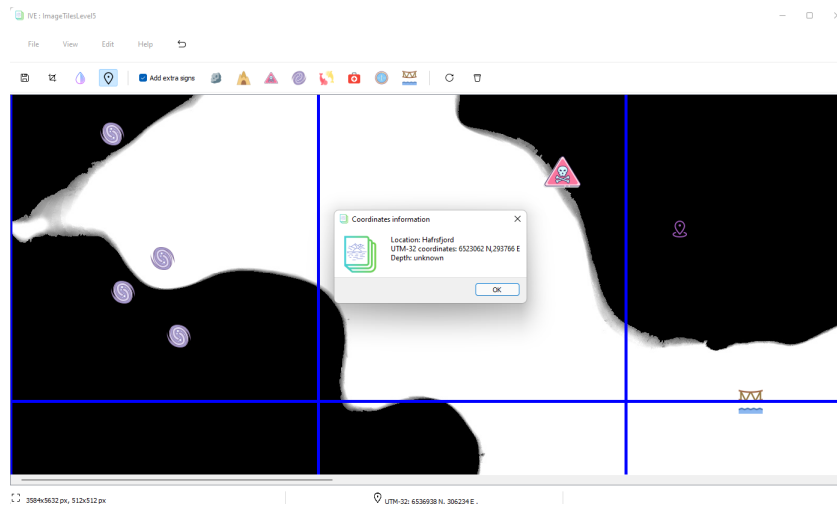 IVE : ImageTilesLevel5
File View Edit Help
Add extra signs
Coordinates information
Location: Hafrsfjord
UTM-32 coordinates: 6523062 N,293766 E
Depth: unknown
OK
3584x5632 px, 512x512 px
UTM-32: 6536938 N. 306234 E .